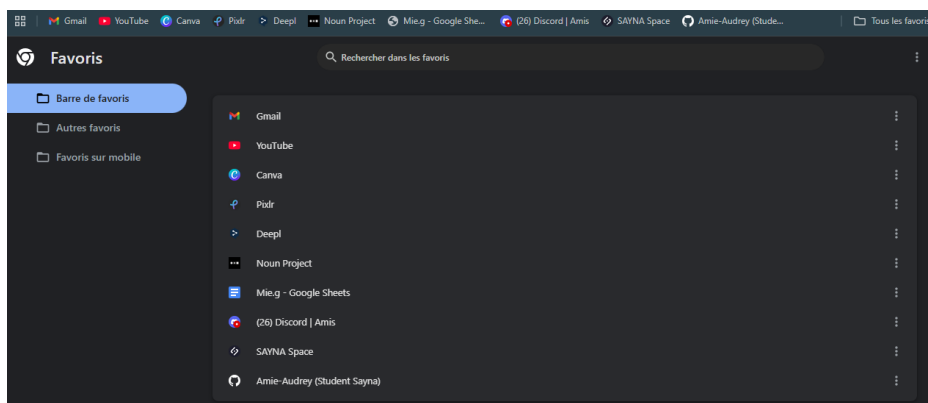 Gmail YouTube Canva Pixlr Deepl Noun Project Mie.g - Google She... (26) Discord | Amis SAYNA Space Amie-Audrey (Stude... Tous les favoris
Favoris
Rechercher dans les favoris
Barre de favoris
Autres favoris
Favoris sur mobile
Gmail
YouTube
Canva
Pixlr
Deepl
Noun Project
Mie.g - Google Sheets
(26) Discord | Amis
SAYNA Space
Amie-Audrey (Student Sayna)